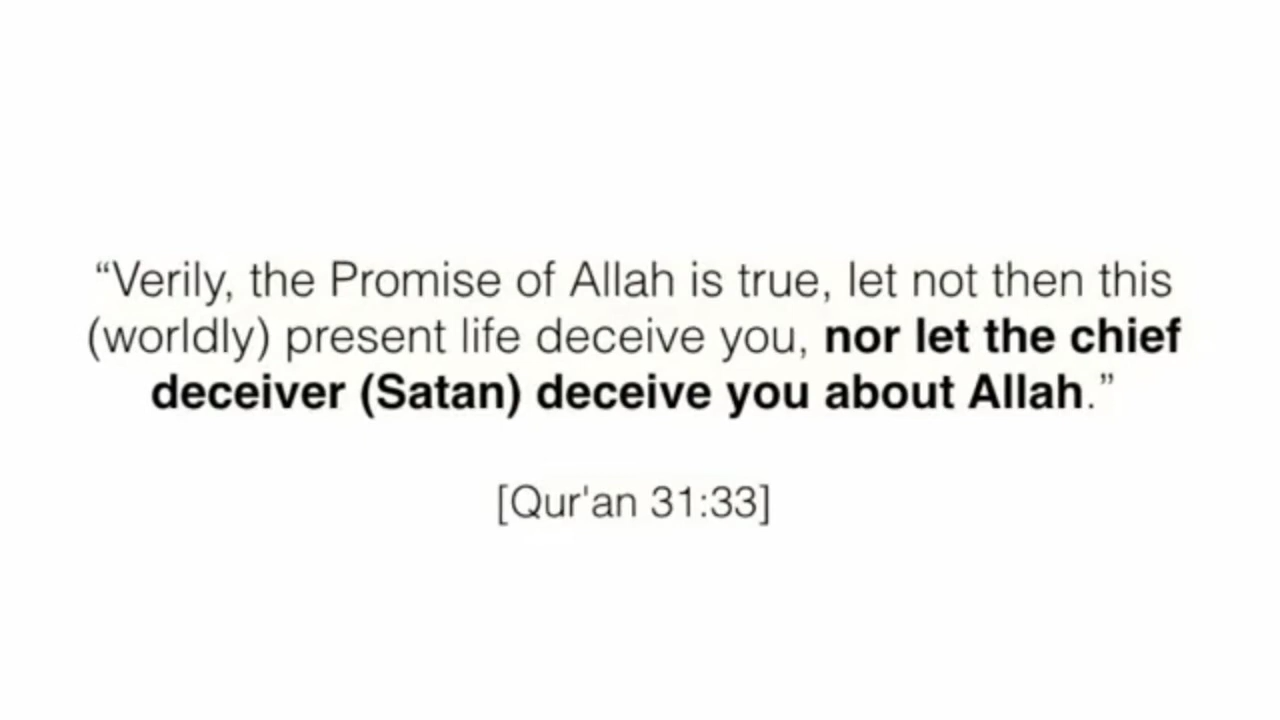 “Verily, the Promise of Allah is true, let not then this
(worldly) present life deceive you, nor let the chief
deceiver (Satan) deceive you about Allah.”
[Qur'an 31:33]